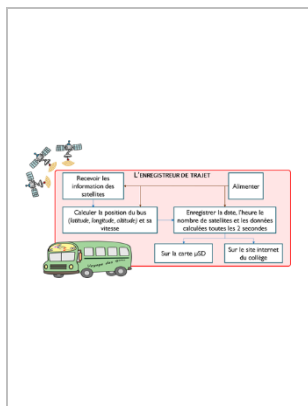 L'ENREGISTREUR DE TRAJET
Recevoir les
information des
satellites
Alimenter
Calculer la position du bus
(latitude, longitude, altitude) et sa
vitesse
Enregistrer la date, l'heure le
nombre de satellites et les données
calculées toutes les 2 secondes
Sur la carte µSD
Sur le site internet
du collège